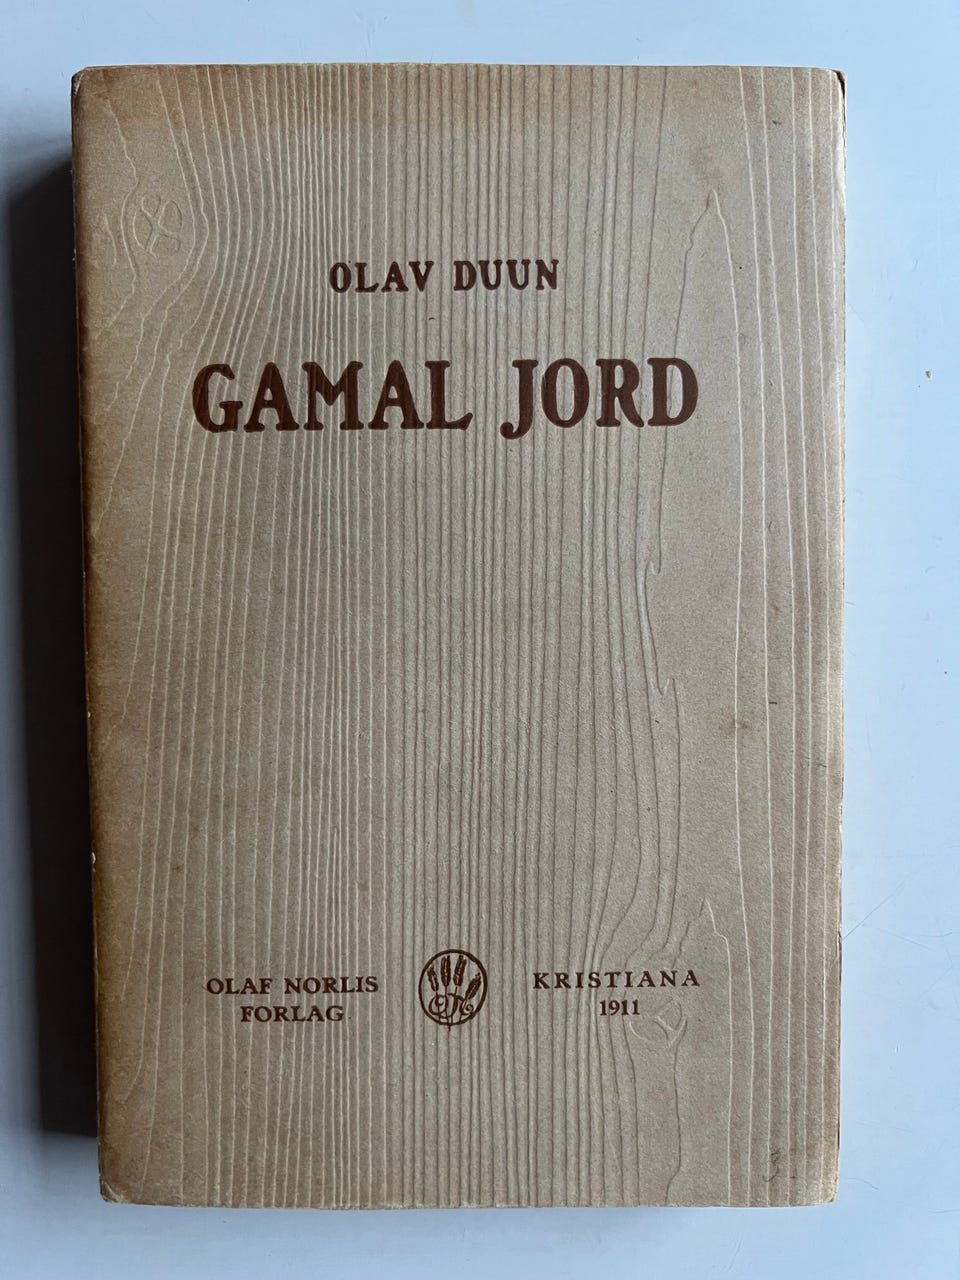 OLAV DUUN
GAMAL JORD
OLAF NORLIS
FORLAG
KRISTIANA
1911